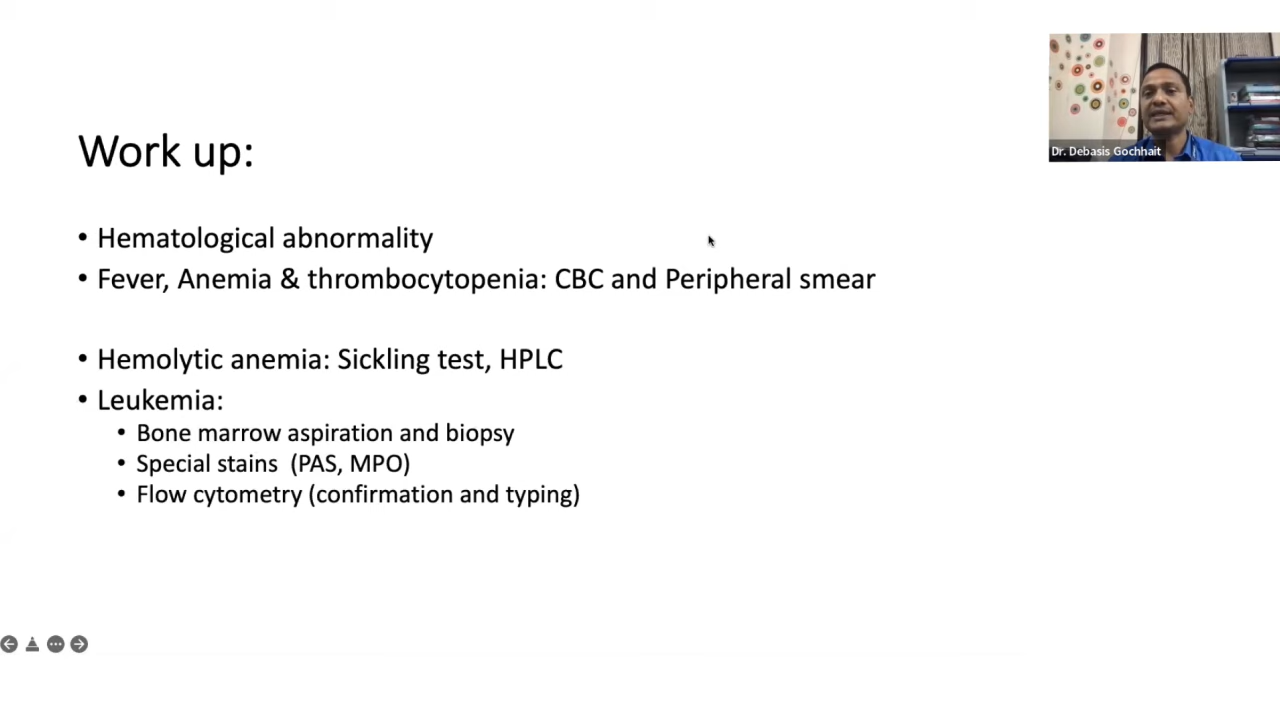 Work up:
• Hematological abnormality
• Fever, Anemia & thrombocytopenia: CBC and Peripheral smear
• Hemolytic anemia: Sickling test, HPLC
• Leukemia:
• Bone marrow aspiration and biopsy
• Special stains (PAS, MPO)
• Flow cytometry (confirmation and typing)
Dr. Debasis Gochhait